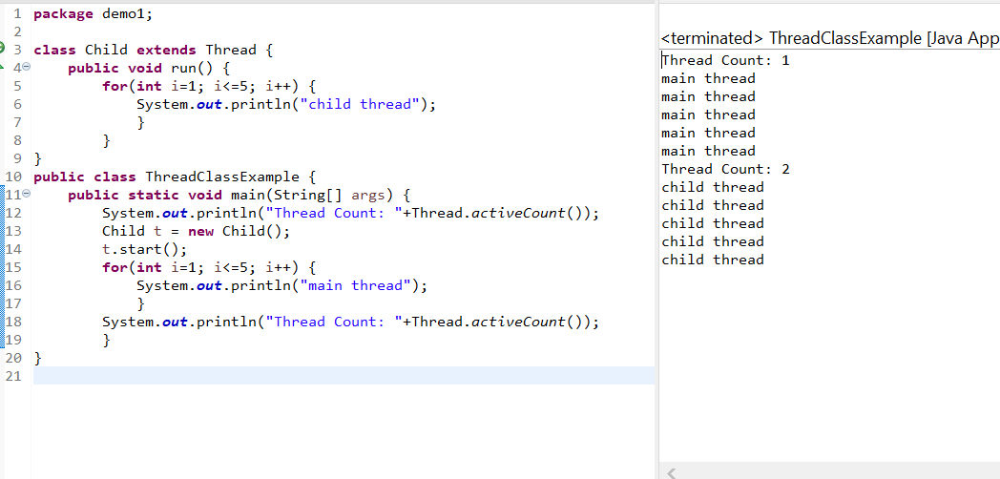 1 package demo1;
2
3 class Child extends Thread {
4 public void run() {
5 for(int i=1; i<=5; i++) {
6 System.out.println("child thread");
7 }
8 }
9 }
10 public class ThreadClassExample {
11 public static void main(String[] args) {
12 System.out.println("Thread Count: "+Thread.activeCount());
13 Child t = new Child();
14 t.start();
15 for(int i=1; i<=5; i++) {
16 System.out.println("main thread");
17 }
18 System.out.println("Thread Count: "+Thread.activeCount());
19 }
20 }
21
<terminated> ThreadClassExample [Java App
Thread Count: 1
main thread
main thread
main thread
main thread
main thread
Thread Count: 2
child thread
child thread
child thread
child thread
child thread